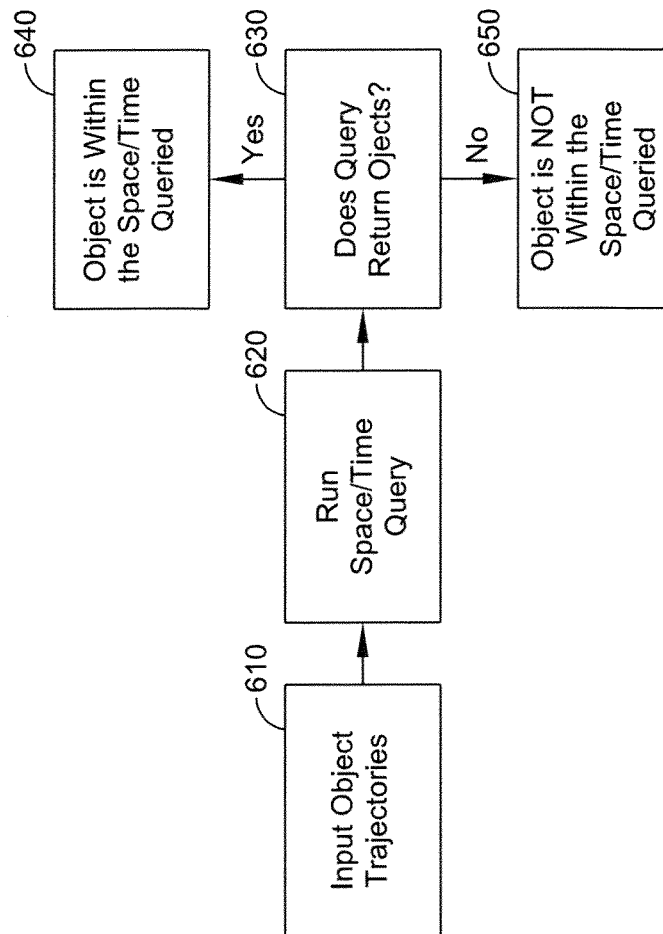 610
Input Object
Trajectories
620
Run
Space/Time
Query
630
Does Query
Return Ojects?
Yes
640
Object is Within
the Space/Time
Queried
No
650
Object is NOT
Within the
Space/Time
Queried